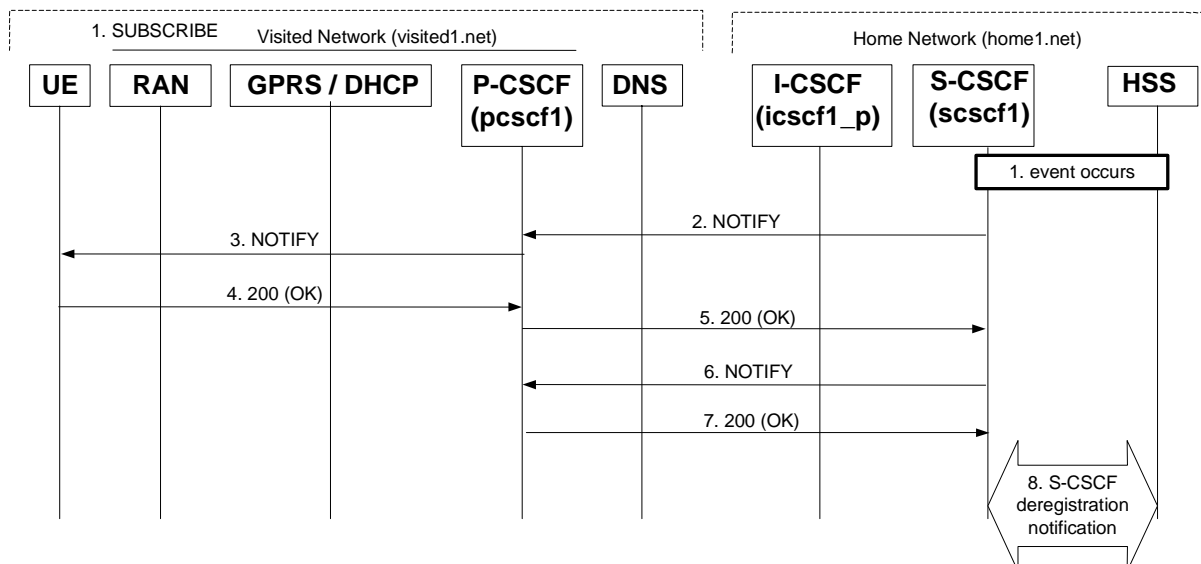 1. SUBSCRIBE
Visited Network (visited1.net)
Home Network (home1.net)
UE
RAN
GPRS / DHCP
P-CSCF
(pcscf1)
DNS
I-CSCF
(icscf1_p)
S-CSCF
(scscf1)
HSS
1. event occurs
2. NOTIFY
3. NOTIFY
4. 200 (OK)
5. 200 (OK)
6. NOTIFY
7. 200 (OK)
8. S-CSCF
deregistration
notification